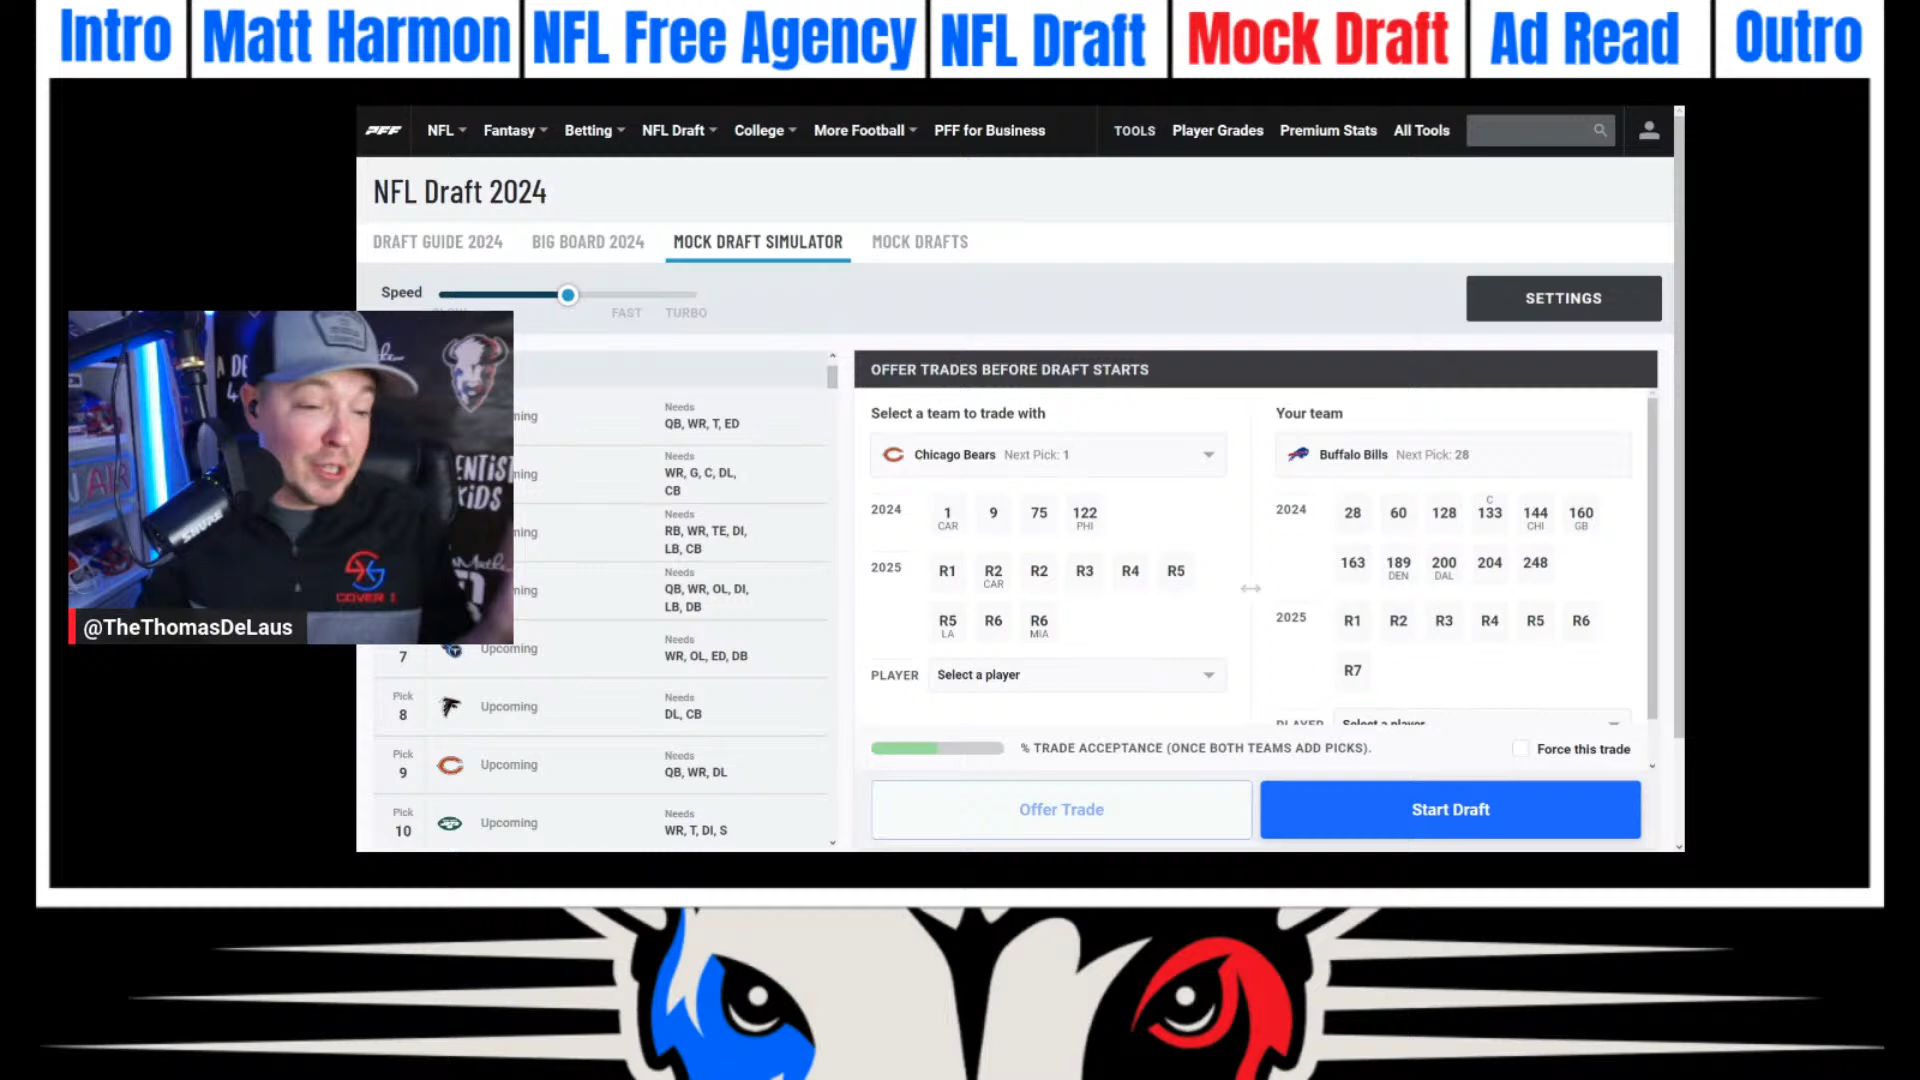 Intro
Matt Harmon
NFL Free Agency
NFL Draft
Mock Draft
Ad Read
Outro
PFF
NFL
Fantasy
Betting
NFL Draft
College
More Football
PFF for Business
TOOLS
Player Grades
Premium Stats
All Tools
NFL Draft 2024
DRAFT GUIDE 2024
BIG BOARD 2024
MOCK DRAFT SIMULATOR
MOCK DRAFTS
Speed
FAST
TURBO
SETTINGS
Needs
QB, WR, T, ED
Needs
WR, G, C, DL,
CB
Needs
RB, WR, TE, DI,
LB, CB
Needs
QB, WR, OL, DI,
LB, DB
7
Upcoming
Needs
WR, OL, ED, DB
Pick
8
Upcoming
Needs
DL, CB
Pick
9
Upcoming
Needs
QB, WR, DL
Pick
10
Upcoming
Needs
WR, T, DI, S
OFFER TRADES BEFORE DRAFT STARTS
Select a team to trade with
Chicago Bears Next Pick: 1
2024
1 9 75 122
CAR PHI
2025
R1 R2 R2 R3 R4 R5
CAR
R5 R6 R6
LA MIA
PLAYER
Select a player
Your team
Buffalo Bills Next Pick: 28
2024
C
28 60 128 133 144 160
CHI GB
163 189 200 204 248
DEN DAL
2025
R1 R2 R3 R4 R5 R6
R7
PLAYER
Select a player
% TRADE ACCEPTANCE (ONCE BOTH TEAMS ADD PICKS).
Force this trade
Offer Trade
Start Draft
ON AIR
SHURE
COVER 1
@TheThomasDeLaus